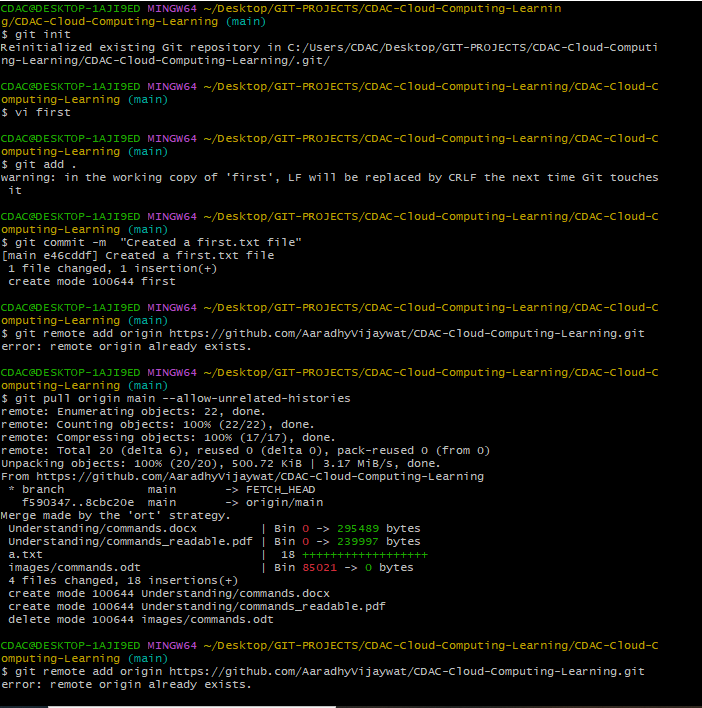 CDAC@DESKTOP-1AJI9ED MINGW64 ~/Desktop/GIT-PROJECTS/CDAC-Cloud-Computing-Learnin
g/CDAC-Cloud-Computing-Learning (main)
$ git init
Reinitialized existing Git repository in C:/Users/CDAC/Desktop/GIT-PROJECTS/CDAC-Cloud-Computi
ng-Learning/CDAC-Cloud-Computing-Learning/.git/
CDAC@DESKTOP-1AJI9ED MINGW64 ~/Desktop/GIT-PROJECTS/CDAC-Cloud-Computing-Learning/CDAC-Cloud-C
omputing-Learning (main)
$ vi first
CDAC@DESKTOP-1AJI9ED MINGW64 ~/Desktop/GIT-PROJECTS/CDAC-Cloud-Computing-Learning/CDAC-Cloud-C
omputing-Learning (main)
$ git add .
warning: in the working copy of 'first', LF will be replaced by CRLF the next time Git touches
 it
CDAC@DESKTOP-1AJI9ED MINGW64 ~/Desktop/GIT-PROJECTS/CDAC-Cloud-Computing-Learning/CDAC-Cloud-C
omputing-Learning (main)
$ git commit -m  "Created a first.txt file"
[main e46cddf] Created a first.txt file
 1 file changed, 1 insertion(+)
 create mode 100644 first
CDAC@DESKTOP-1AJI9ED MINGW64 ~/Desktop/GIT-PROJECTS/CDAC-Cloud-Computing-Learning/CDAC-Cloud-C
omputing-Learning (main)
$ git remote add origin https://github.com/AaradhyVijaywat/CDAC-Cloud-Computing-Learning.git
error: remote origin already exists.
CDAC@DESKTOP-1AJI9ED MINGW64 ~/Desktop/GIT-PROJECTS/CDAC-Cloud-Computing-Learning/CDAC-Cloud-C
omputing-Learning (main)
$ git pull origin main --allow-unrelated-histories
remote: Enumerating objects: 22, done.
remote: Counting objects: 100% (22/22), done.
remote: Compressing objects: 100% (17/17), done.
remote: Total 20 (delta 6), reused 0 (delta 0), pack-reused 0 (from 0)
Unpacking objects: 100% (20/20), 500.72 KiB | 3.17 MiB/s, done.
From https://github.com/AaradhyVijaywat/CDAC-Cloud-Computing-Learning
 * branch            main       -> FETCH_HEAD
   f590347..8cbc20e  main       -> origin/main
Merge made by the 'ort' strategy.
 Understanding/commands.docx         | Bin 0 -> 295489 bytes
 Understanding/commands_readable.pdf | Bin 0 -> 239997 bytes
 a.txt                               |  18 ++++++++++++++++++
 images/commands.odt                 | Bin 85021 -> 0 bytes
 4 files changed, 18 insertions(+)
 create mode 100644 Understanding/commands.docx
 create mode 100644 Understanding/commands_readable.pdf
 delete mode 100644 images/commands.odt
CDAC@DESKTOP-1AJI9ED MINGW64 ~/Desktop/GIT-PROJECTS/CDAC-Cloud-Computing-Learning/CDAC-Cloud-C
omputing-Learning (main)
$ git remote add origin https://github.com/AaradhyVijaywat/CDAC-Cloud-Computing-Learning.git
error: remote origin already exists.